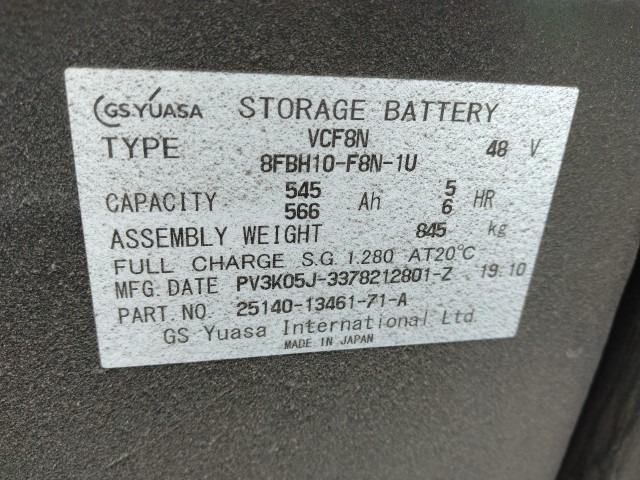 GS YUASA STORAGE BATTERY
TYPE VCF8N 48 V
8FBH10-F8N-1U
CAPACITY 545 Ah 5 HR
566 6
ASSEMBLY WEIGHT 845 kg
FULL CHARGE S.G. 1.280 AT20℃
MFG.DATE PV3K05J-3378212801-Z 19.10
PART NO. 25140-13461-71-A
GS Yuasa International Ltd.
MADE IN JAPAN